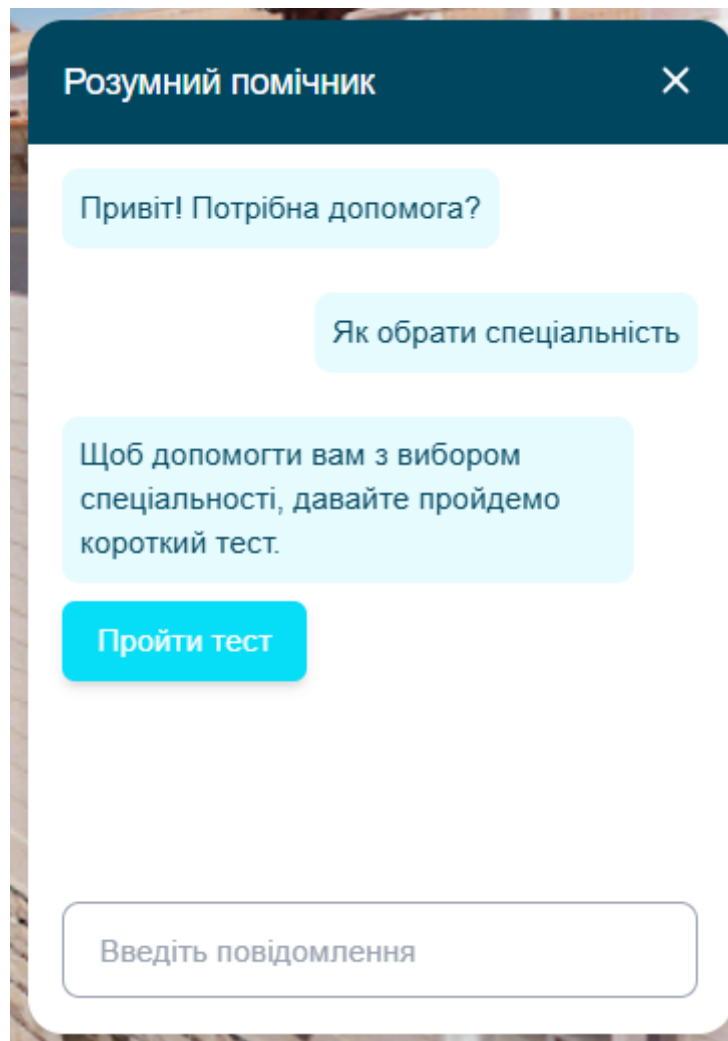 Розумний помічник
Привіт! Потрібна допомога?
Як обрати спеціальність
Щоб допомогти вам з вибором
спеціальності, давайте пройдемо
короткий тест.
Пройти тест
Введіть повідомлення